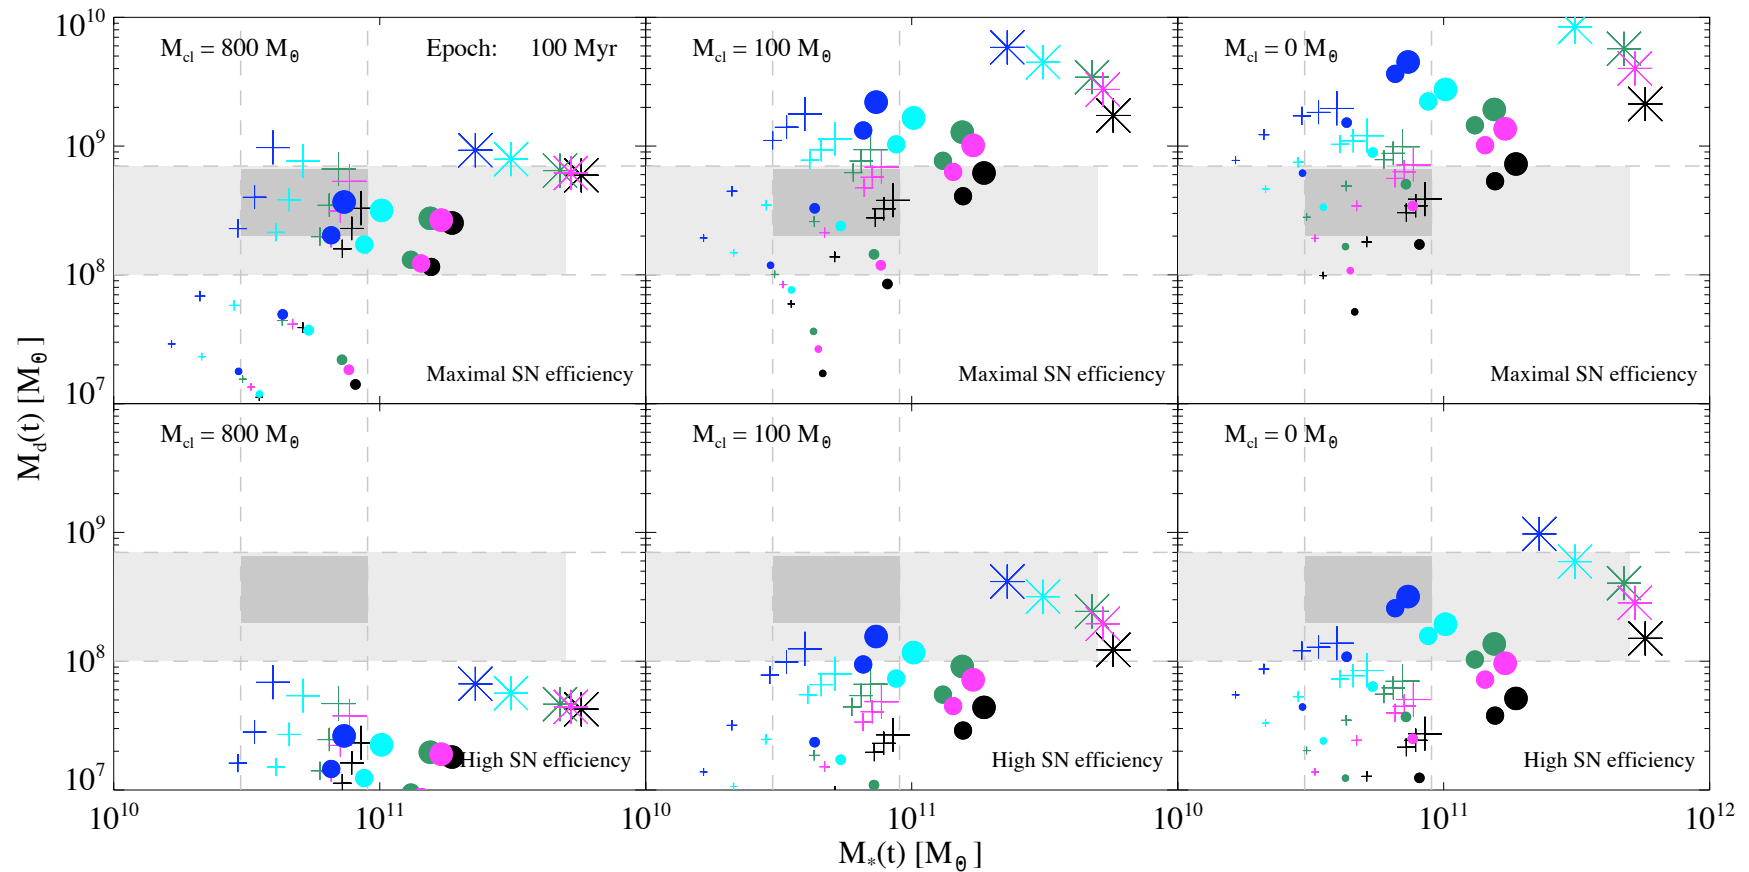 10^10
M_cl = 800 M_⊙ Epoch: 100 Myr
M_cl = 100 M_⊙
M_cl = 0 M_⊙
10^9
10^8
Maximal SN efficiency
Maximal SN efficiency
Maximal SN efficiency
10^7
M_d(t) [M_⊙]
M_cl = 800 M_⊙
M_cl = 100 M_⊙
M_cl = 0 M_⊙
10^9
10^8
High SN efficiency
High SN efficiency
High SN efficiency
10^7
10^10 10^11 10^10 10^11 10^10 10^11 10^12
M_*(t) [M_⊙]